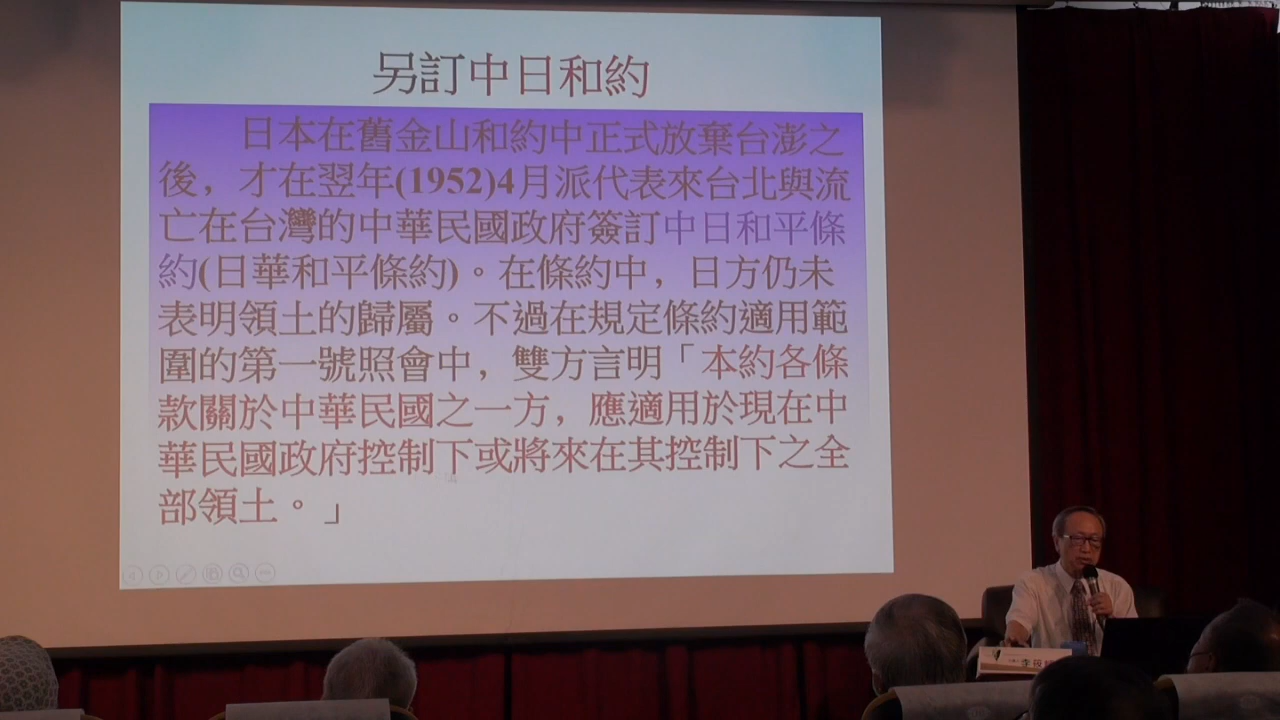 另訂中日和約
日本在舊金山和約中正式放棄台澎之
後，才在翌年(1952)4月派代表來台北與流
亡在台灣的中華民國政府簽訂中日和平條
約(日華和平條約)。在條約中，日方仍未
表明領土的歸屬。不過在規定條約適用範
圍的第一號照會中，雙方言明「本約各條
款關於中華民國之一方，應適用於現在中
華民國政府控制下或將來在其控制下之全
部領土。」
李筱